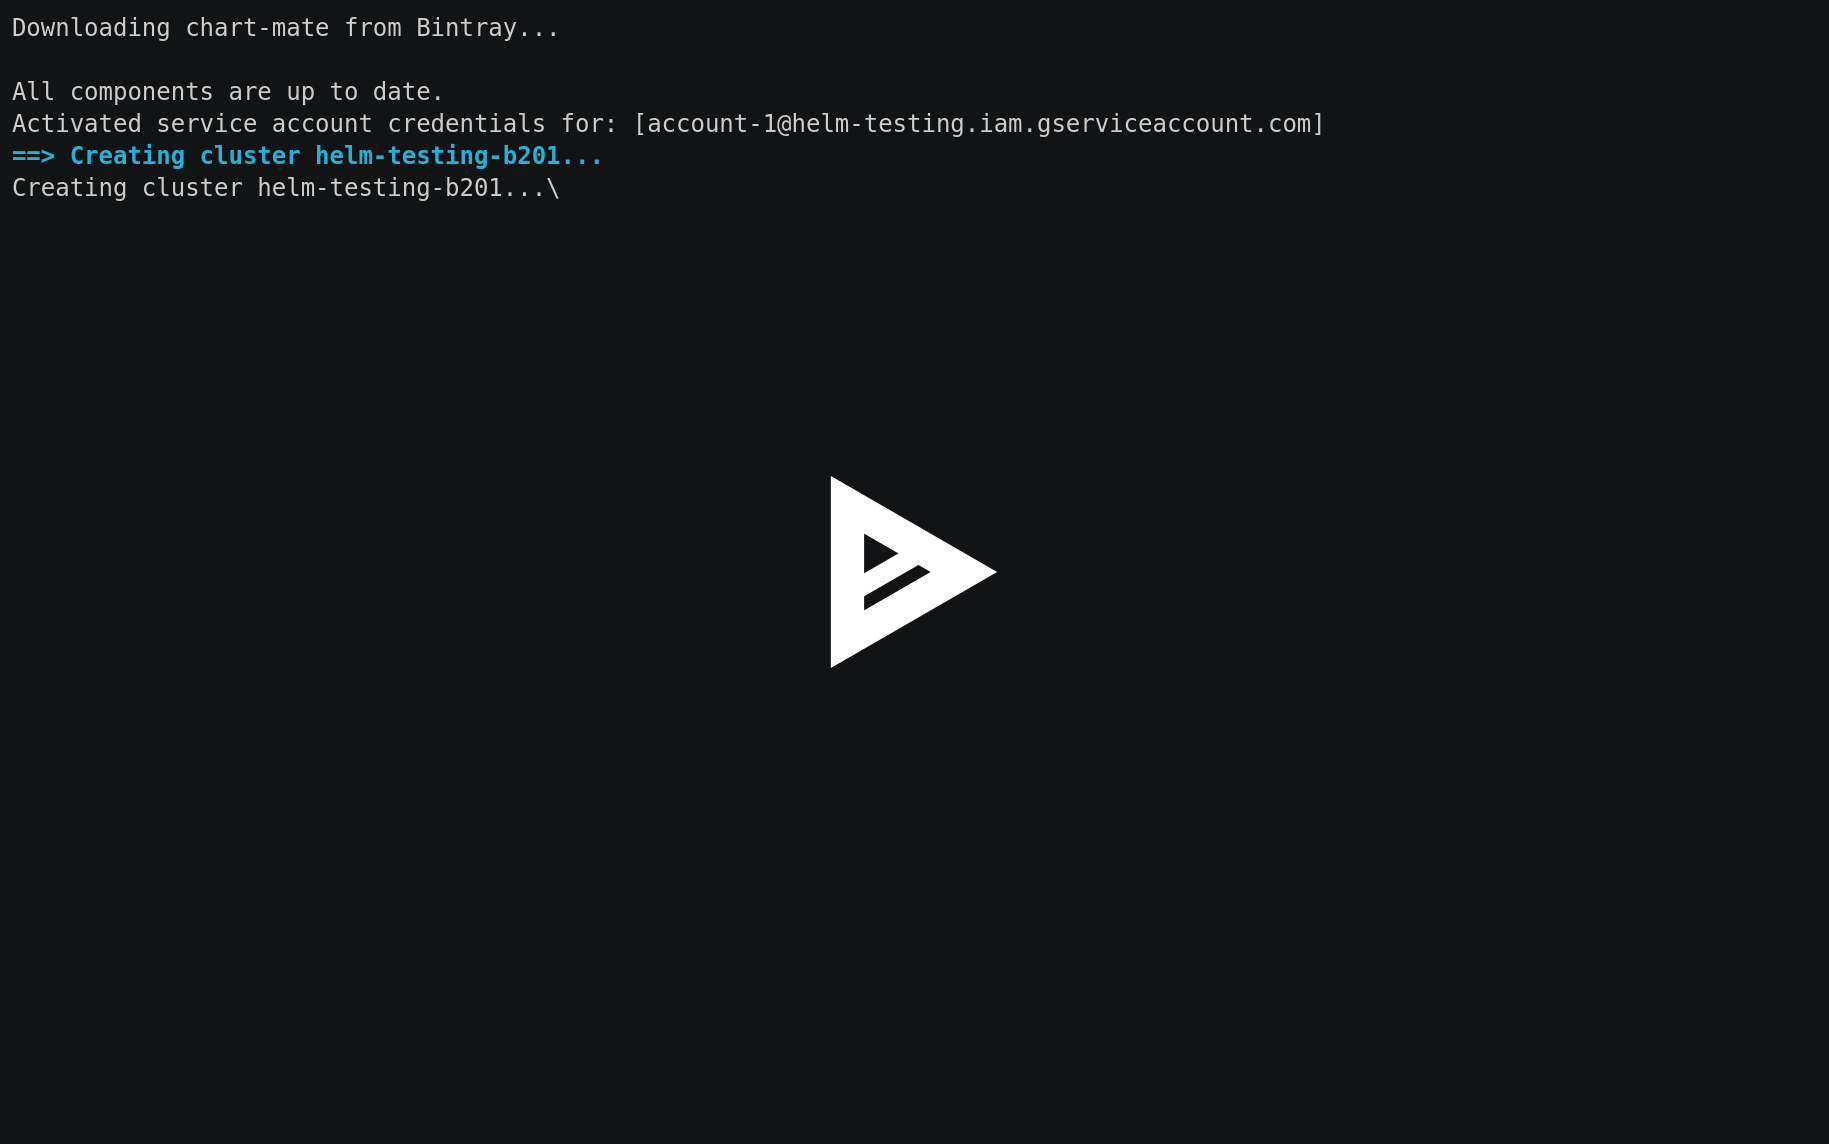 Downloading chart-mate from Bintray...
All components are up to date.
Activated service account credentials for: [account-1@helm-testing.iam.gserviceaccount.com]
==> Creating cluster helm-testing-b201...
Creating cluster helm-testing-b201...\